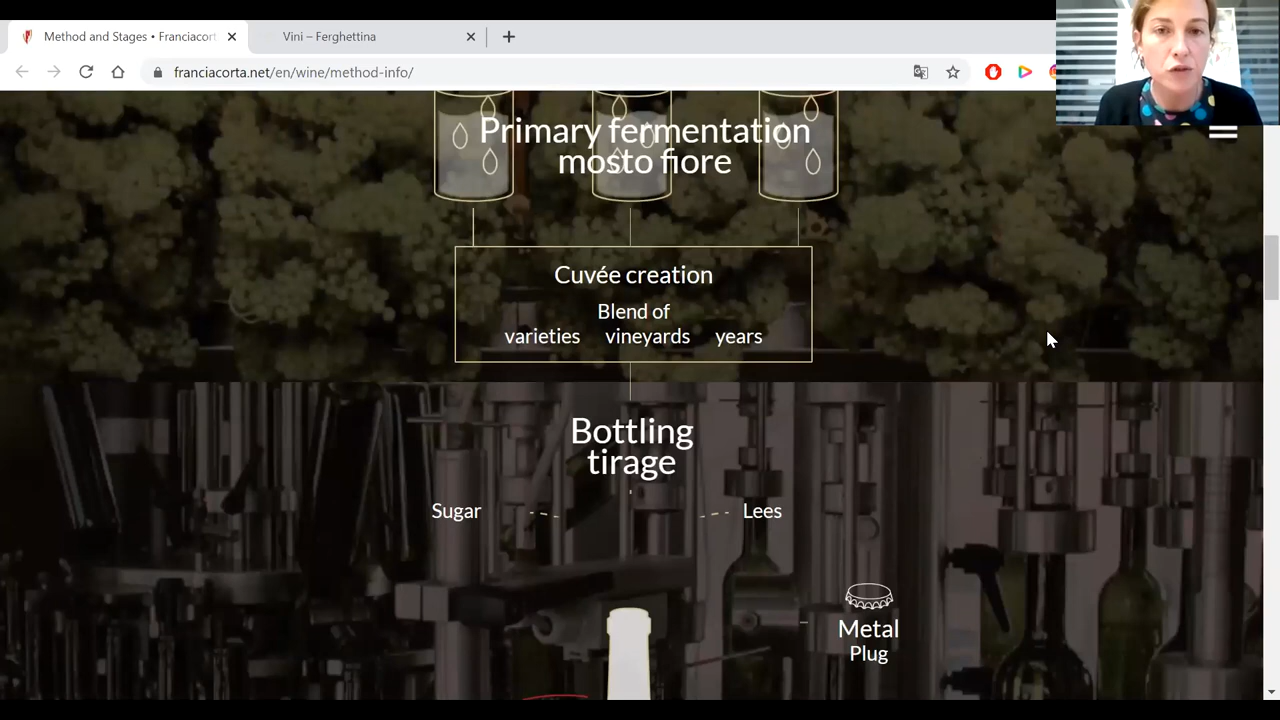 Method and Stages • Franciacort
Vini – Ferghettina
franciacorta.net/en/wine/method-info/
Primary fermentation
mosto fiore
Cuvée creation
Blend of
varieties vineyards years
Bottling
tirage
Sugar
Lees
Metal
Plug